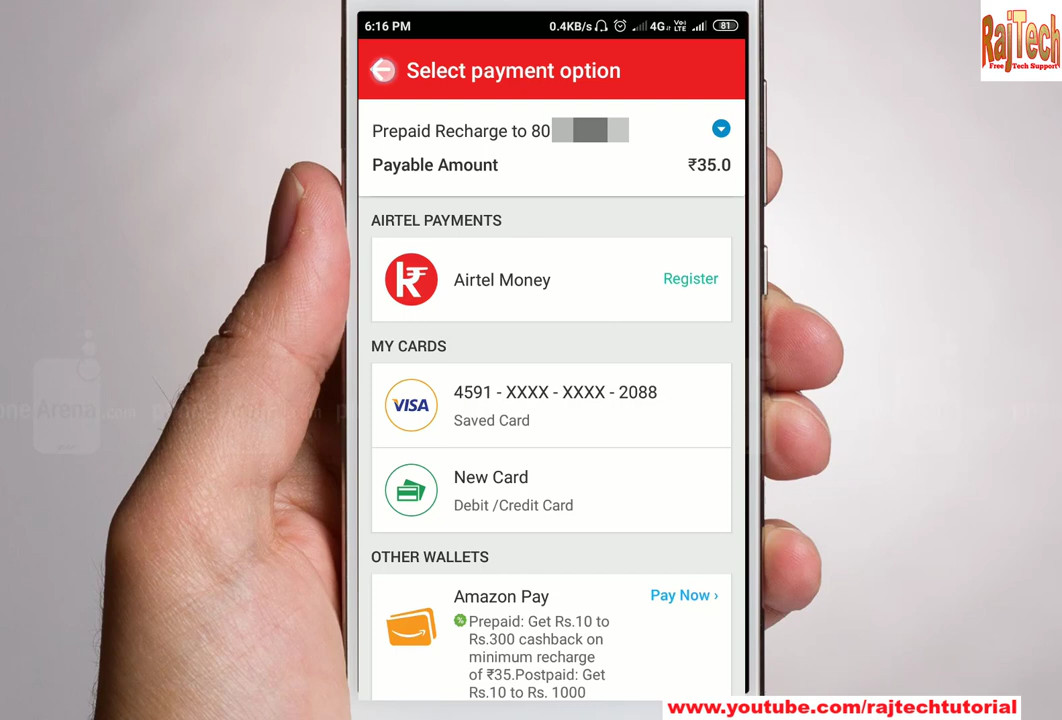 6:16 PM 0.4KB/s 4G VoLTE 81
RajTech
Free Tech Support
Select payment option
Prepaid Recharge to 80
Payable Amount ₹35.0
AIRTEL PAYMENTS
Airtel Money Register
MY CARDS
VISA 4591 - XXXX - XXXX - 2088
Saved Card
New Card
Debit /Credit Card
OTHER WALLETS
Amazon Pay Pay Now ›
Prepaid: Get Rs.10 to
Rs.300 cashback on
minimum recharge
of ₹35.Postpaid: Get
Rs.10 to Rs. 1000
www.youtube.com/rajtechtutorial